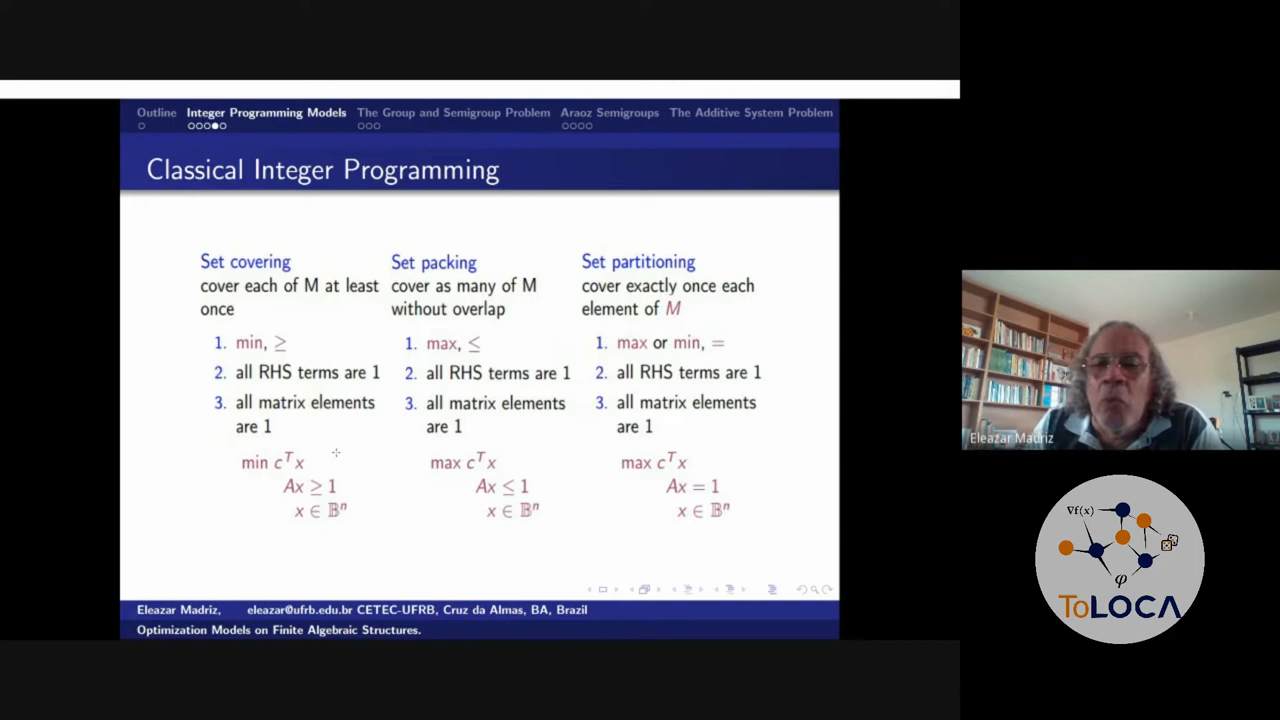 Outline Integer Programming Models The Group and Semigroup Problem Araoz Semigroups The Additive System Problem
Classical Integer Programming
Set covering
cover each of M at least
once
1. min, ≥
2. all RHS terms are 1
3. all matrix elements
are 1
min cᵀx
Ax ≥ 1
x ∈ 𝔹ⁿ
Set packing
cover as many of M
without overlap
1. max, ≤
2. all RHS terms are 1
3. all matrix elements
are 1
max cᵀx
Ax ≤ 1
x ∈ 𝔹ⁿ
Set partitioning
cover exactly once each
element of M
1. max or min, =
2. all RHS terms are 1
3. all matrix elements
are 1
max cᵀx
Ax = 1
x ∈ 𝔹ⁿ
Eleazar Madriz, eleazar@ufrb.edu.br CETEC-UFRB, Cruz da Almas, BA, Brazil
Optimization Models on Finite Algebraic Structures.
Eleazar Madriz
∇f(x)
φ
ToLOCA